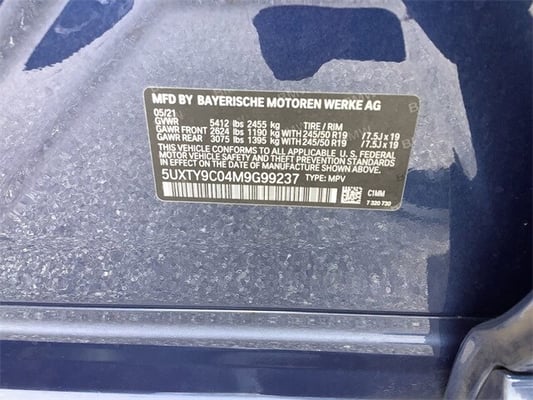 MFD BY BAYERISCHE MOTOREN WERKE AG
05/21
GVWR 5412 lbs 2455 kg TIRE / RIM
GAWR FRONT 2624 lbs 1190 kg WITH 245/50 R19 /7.5J x 19
GAWR REAR 3075 lbs 1395 kg WITH 245/50 R19 /7.5J x 19
THIS VEHICLE CONFORMS TO ALL APPLICABLE U.S. FEDERAL
MOTOR VEHICLE SAFETY, BUMPER, AND THEFT
PREVENTION STANDARDS IN EFFECT ON THE DATE OF
MANUFACTURE SHOWN ABOVE.
5UXTY9C04M9G99237 TYPE: MPV
C1MM
7 320 730